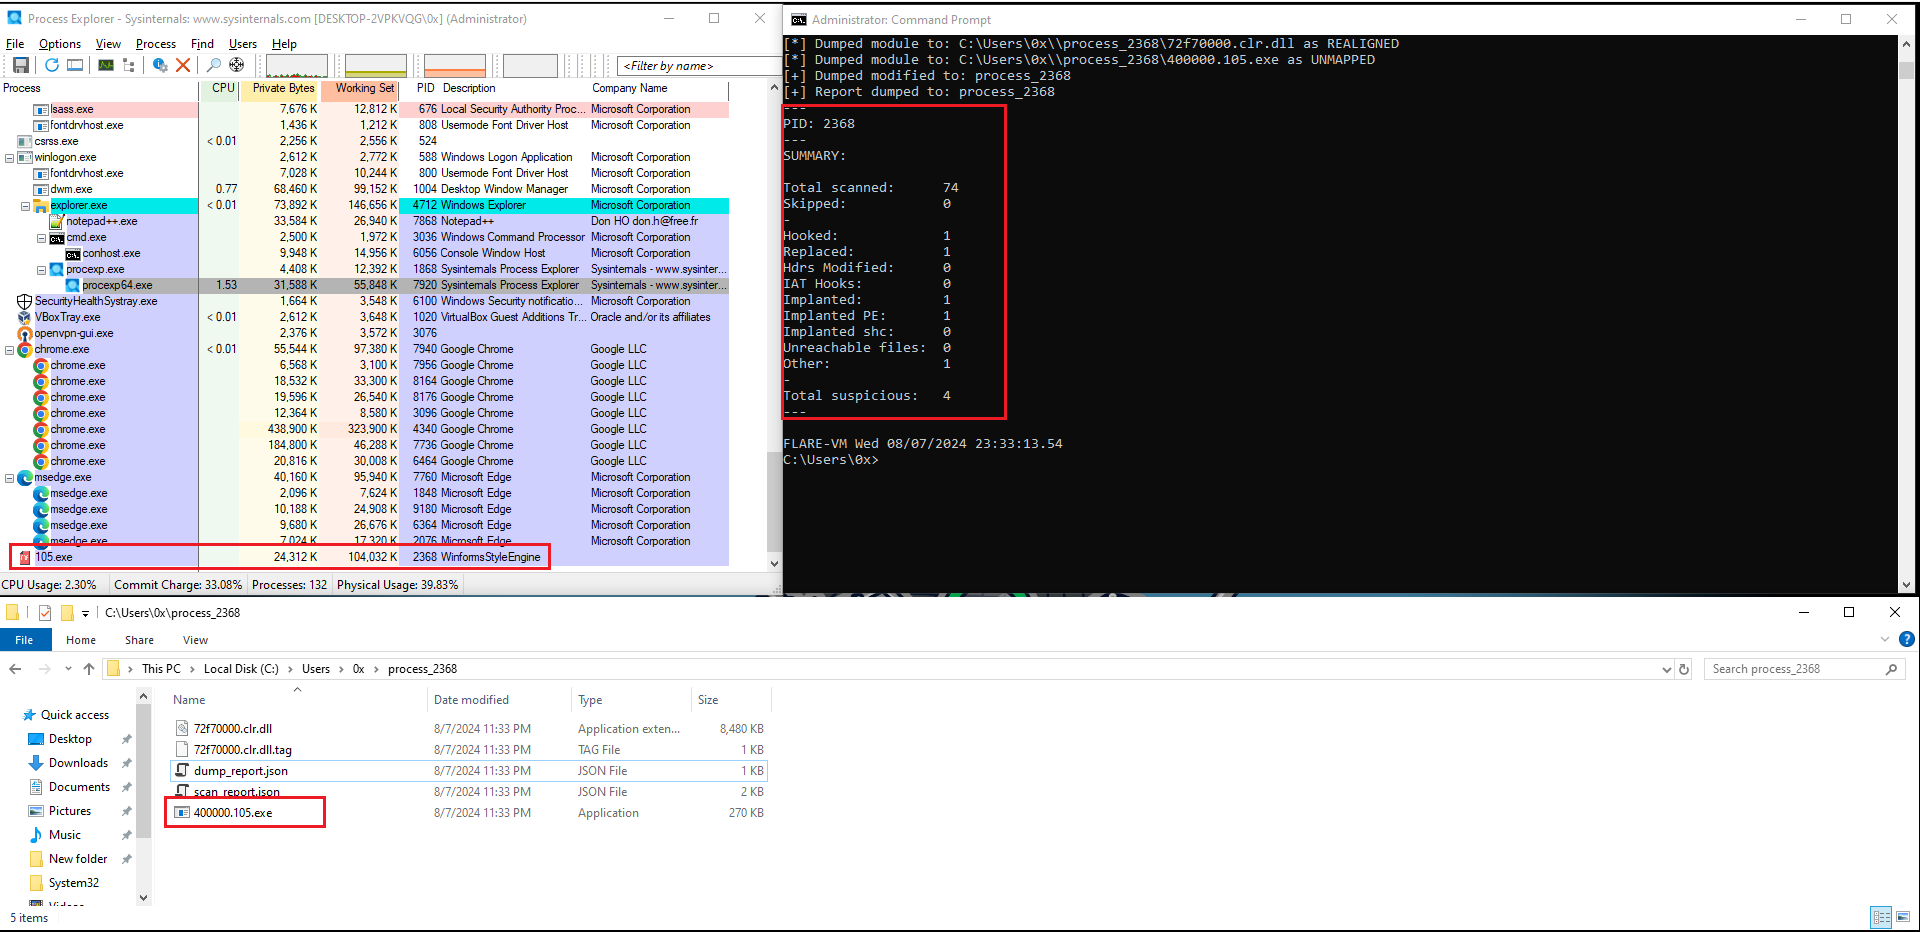 Process Explorer - Sysinternals: www.sysinternals.com [DESKTOP-2VPKVQG\0x] (Administrator)
File Options View Process Find Users Help
<Filter by name>
Process CPU Private Bytes Working Set PID Description Company Name
lsass.exe 7,676 K 12,812 K 676 Local Security Authority Proc... Microsoft Corporation
fontdrvhost.exe 1,436 K 1,212 K 808 Usermode Font Driver Host Microsoft Corporation
csrss.exe < 0.01 2,256 K 2,556 K 524
winlogon.exe 2,612 K 2,772 K 588 Windows Logon Application Microsoft Corporation
fontdrvhost.exe 7,028 K 10,244 K 800 Usermode Font Driver Host Microsoft Corporation
dwm.exe 0.77 68,460 K 99,152 K 1004 Desktop Window Manager Microsoft Corporation
explorer.exe < 0.01 73,892 K 146,656 K 4712 Windows Explorer Microsoft Corporation
notepad++.exe 33,584 K 26,940 K 7868 Notepad++ Don HO don.h@free.fr
cmd.exe 2,500 K 1,972 K 3036 Windows Command Processor Microsoft Corporation
conhost.exe 9,948 K 14,956 K 6056 Console Window Host Microsoft Corporation
procexp.exe 4,408 K 12,392 K 1868 Sysinternals Process Explorer Sysinternals - www.sysinter...
procexp64.exe 1.53 31,588 K 55,848 K 7920 Sysinternals Process Explorer Sysinternals - www.sysinter...
SecurityHealthSystray.exe 1,664 K 3,548 K 6100 Windows Security notificatio... Microsoft Corporation
VBoxTray.exe < 0.01 2,612 K 3,648 K 1020 VirtualBox Guest Additions Tr... Oracle and/or its affiliates
openvpn-gui.exe 2,376 K 3,572 K 3076
chrome.exe < 0.01 55,544 K 97,380 K 7940 Google Chrome Google LLC
chrome.exe 6,568 K 3,100 K 7956 Google Chrome Google LLC
chrome.exe 18,532 K 33,300 K 8164 Google Chrome Google LLC
chrome.exe 19,596 K 26,540 K 8176 Google Chrome Google LLC
chrome.exe 12,364 K 8,580 K 3096 Google Chrome Google LLC
chrome.exe 438,900 K 323,900 K 4340 Google Chrome Google LLC
chrome.exe 184,800 K 46,288 K 7736 Google Chrome Google LLC
chrome.exe 20,816 K 30,008 K 6464 Google Chrome Google LLC
msedge.exe 40,160 K 95,940 K 7760 Microsoft Edge Microsoft Corporation
msedge.exe 2,096 K 7,624 K 1848 Microsoft Edge Microsoft Corporation
msedge.exe 10,188 K 24,908 K 9180 Microsoft Edge Microsoft Corporation
msedge.exe 9,680 K 26,676 K 6364 Microsoft Edge Microsoft Corporation
msedge.exe 7,024 K 17,320 K 2076 Microsoft Edge Microsoft Corporation
105.exe 24,312 K 104,032 K 2368 WinformsStyleEngine
CPU Usage: 2.30% Commit Charge: 33.08% Processes: 132 Physical Usage: 39.83%
Administrator: Command Prompt
[*] Dumped module to: C:\Users\0x\\process_2368\72f70000.clr.dll as REALIGNED
[*] Dumped module to: C:\Users\0x\\process_2368\400000.105.exe as UNMAPPED
[+] Dumped modified to: process_2368
[+] Report dumped to: process_2368
---
PID: 2368
---
SUMMARY:
Total scanned: 74
Skipped: 0
-
Hooked: 1
Replaced: 1
Hdrs Modified: 0
IAT Hooks: 0
Implanted: 1
Implanted PE: 1
Implanted shc: 0
Unreachable files: 0
Other: 1
-
Total suspicious: 4
---
FLARE-VM Wed 08/07/2024 23:33:13.54
C:\Users\0x>
C:\Users\0x\process_2368
File Home Share View
This PC > Local Disk (C:) > Users > 0x > process_2368
Search process_2368
Name Date modified Type Size
Quick access
Desktop
Downloads
Documents
Pictures
Music
New folder
System32
Videos
72f70000.clr.dll 8/7/2024 11:33 PM Application exten... 8,480 KB
72f70000.clr.dll.tag 8/7/2024 11:33 PM TAG File 1 KB
dump_report.json 8/7/2024 11:33 PM JSON File 1 KB
scan_report.json 8/7/2024 11:33 PM JSON File 2 KB
400000.105.exe 8/7/2024 11:33 PM Application 270 KB
5 items